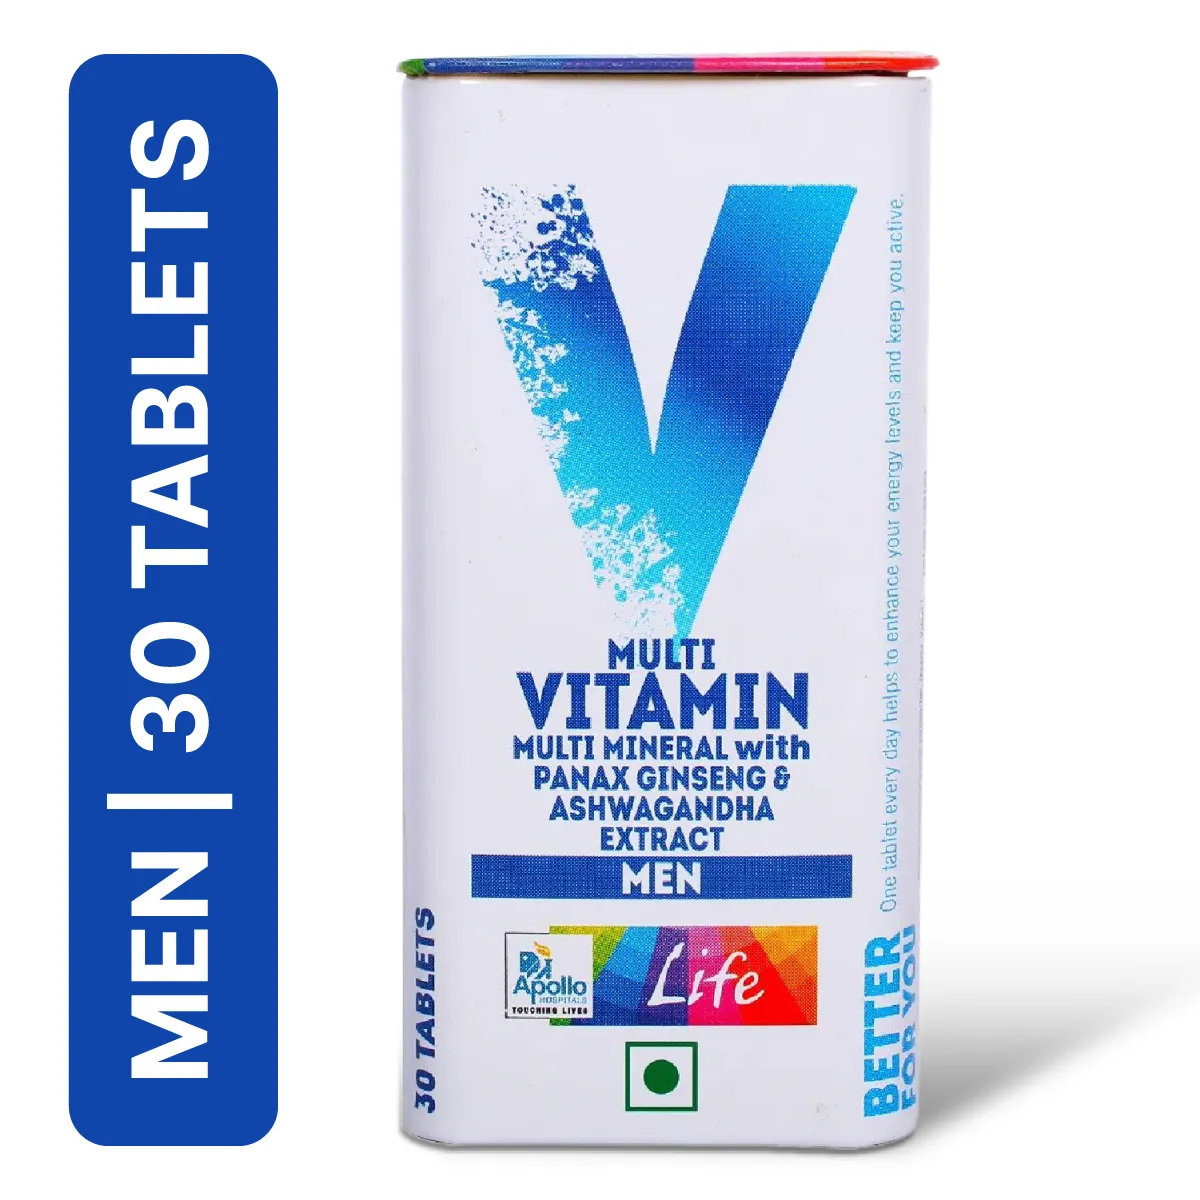 MEN | 30 TABLETS
V
MULTI
VITAMIN
MULTI MINERAL with
PANAX GINSENG &
ASHWAGANDHA
EXTRACT
MEN
Apollo
HOSPITALS
TOUCHING LIVES
Life
30 TABLETS
One tablet every day helps to enhance your energy levels and keep you active.
BETTER
FOR YOU